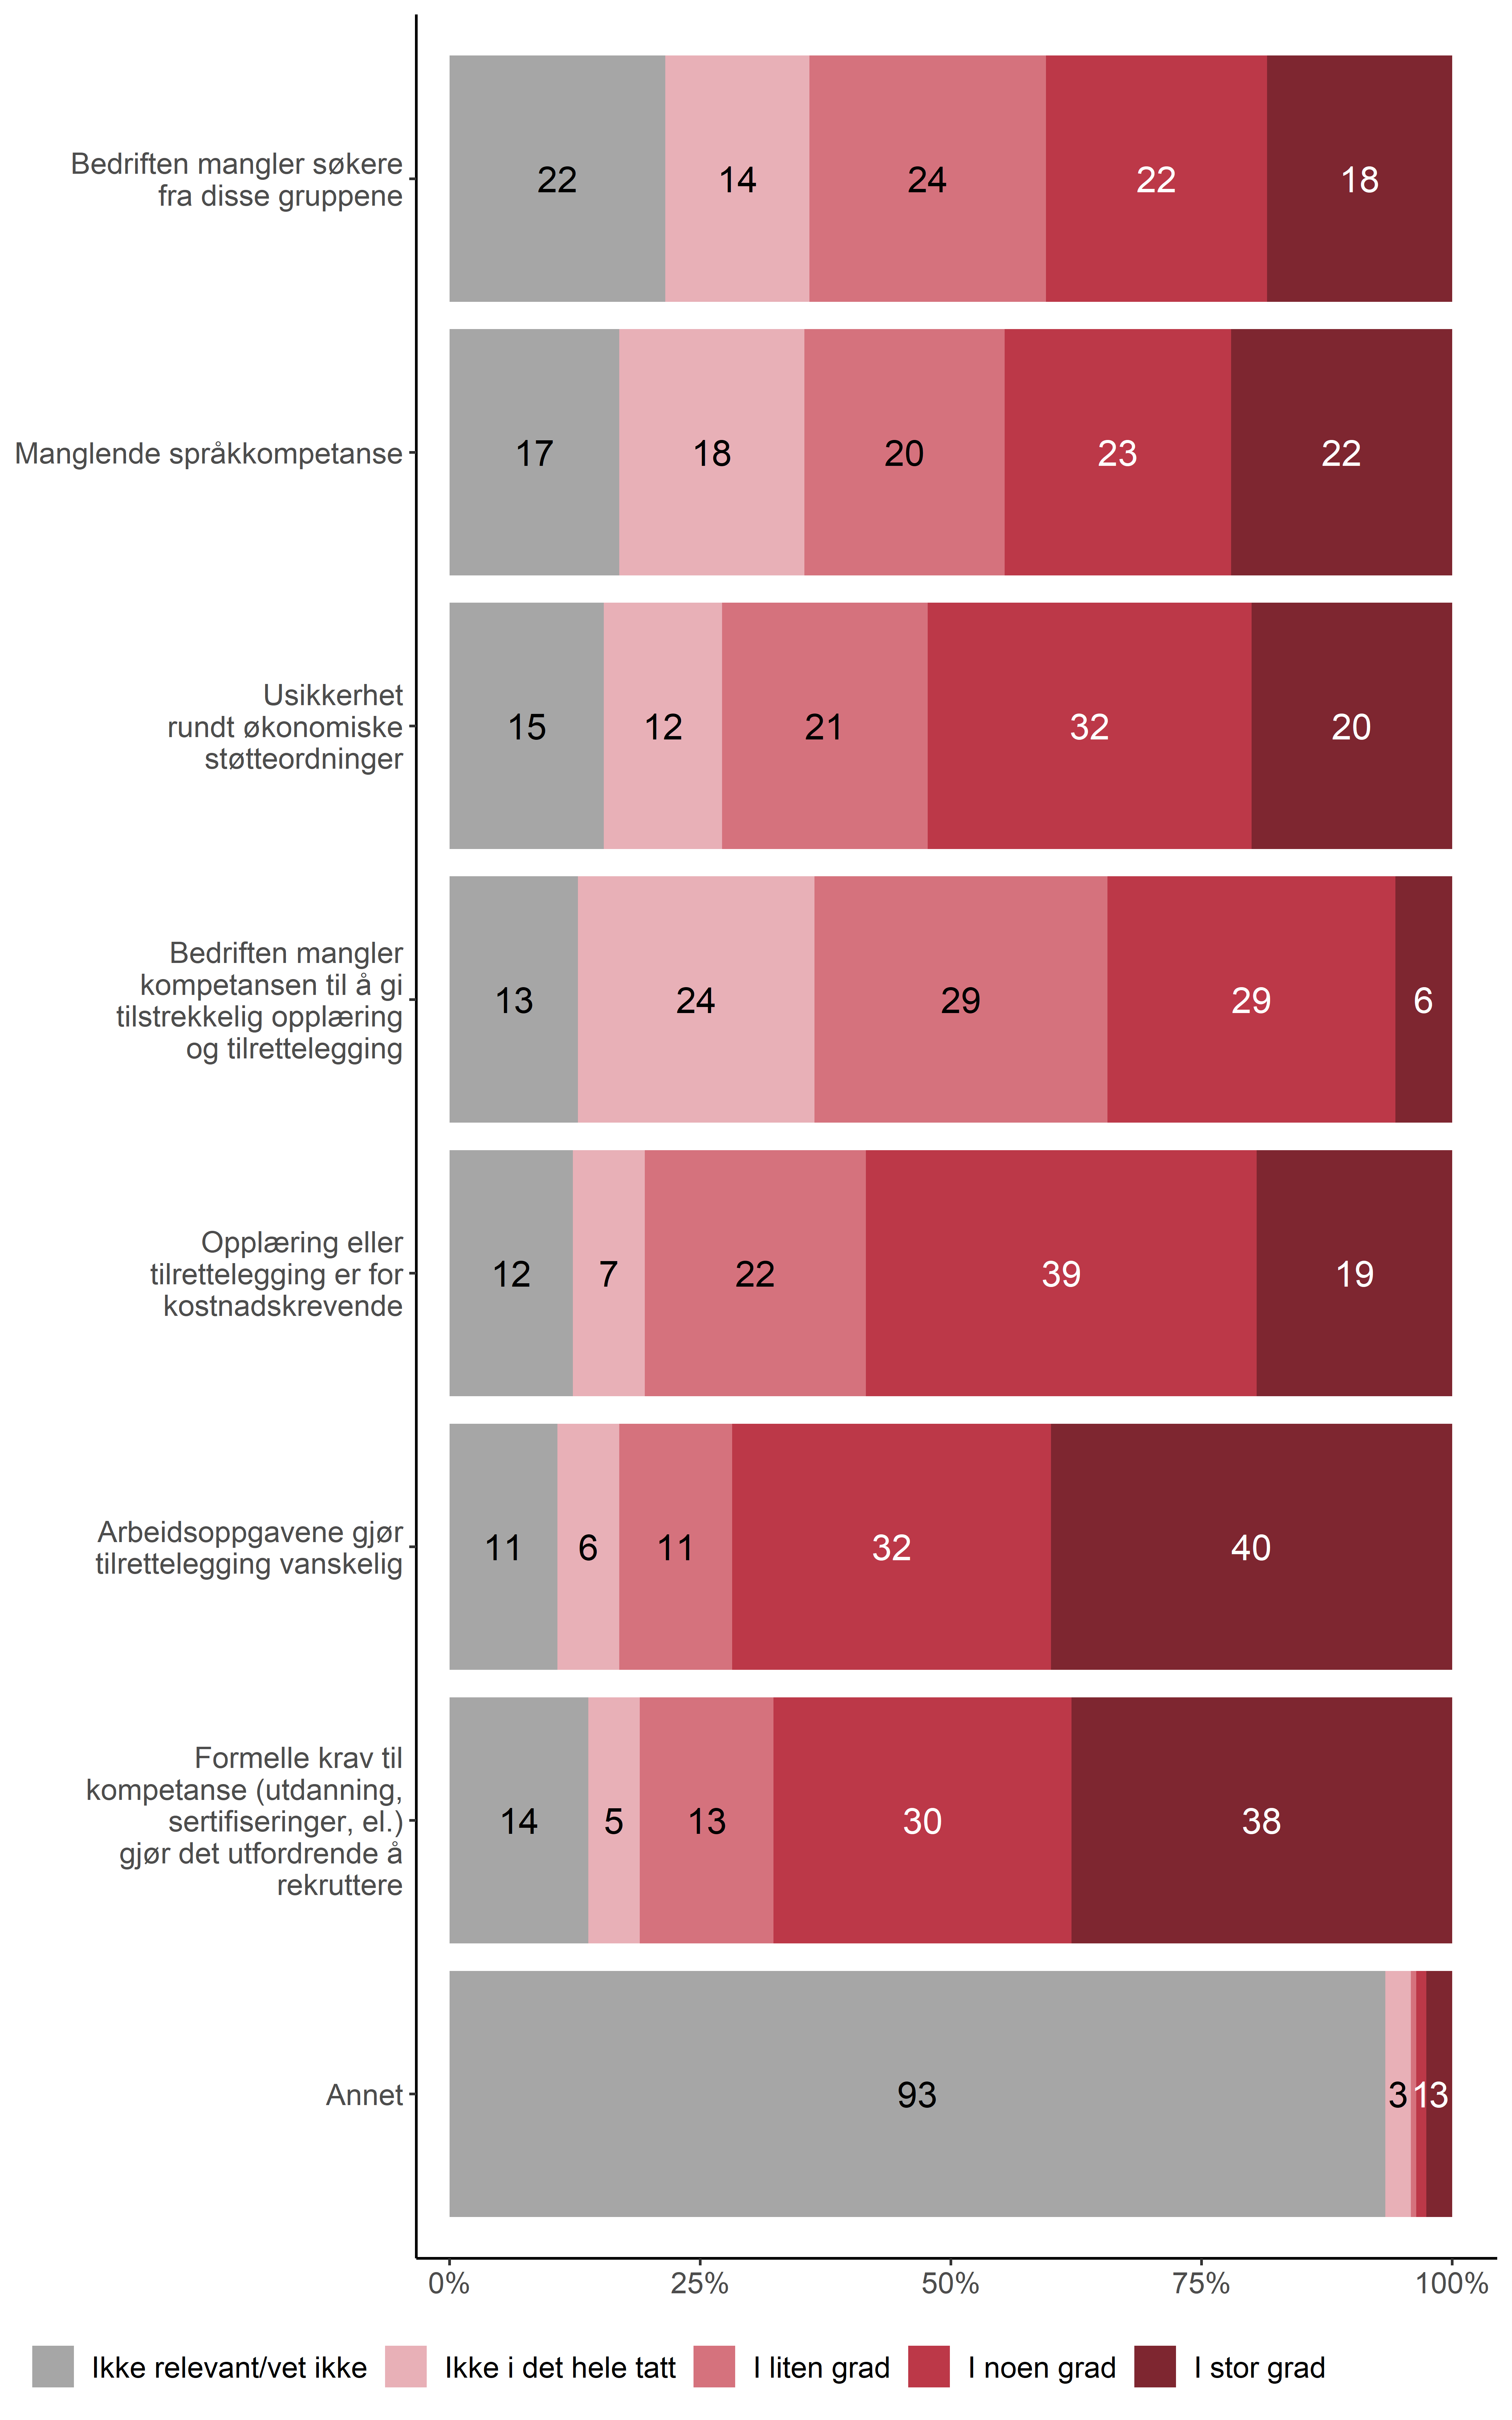 Bedriften mangler søkere
fra disse gruppene
22 14 24 22 18
Manglende språkkompetanse
17 18 20 23 22
Usikkerhet
rundt økonomiske
støtteordninger
15 12 21 32 20
Bedriften mangler
kompetansen til å gi
tilstrekkelig opplæring
og tilrettelegging
13 24 29 29 6
Opplæring eller
tilrettelegging er for
kostnadskrevende
12 7 22 39 19
Arbeidsoppgavene gjør
tilrettelegging vanskelig
11 6 11 32 40
Formelle krav til
kompetanse (utdanning,
sertifiseringer, el.)
gjør det utfordrende å
rekruttere
14 5 13 30 38
Annet
93 3 1 3
0% 25% 50% 75% 100%
Ikke relevant/vet ikke Ikke i det hele tatt I liten grad I noen grad I stor grad